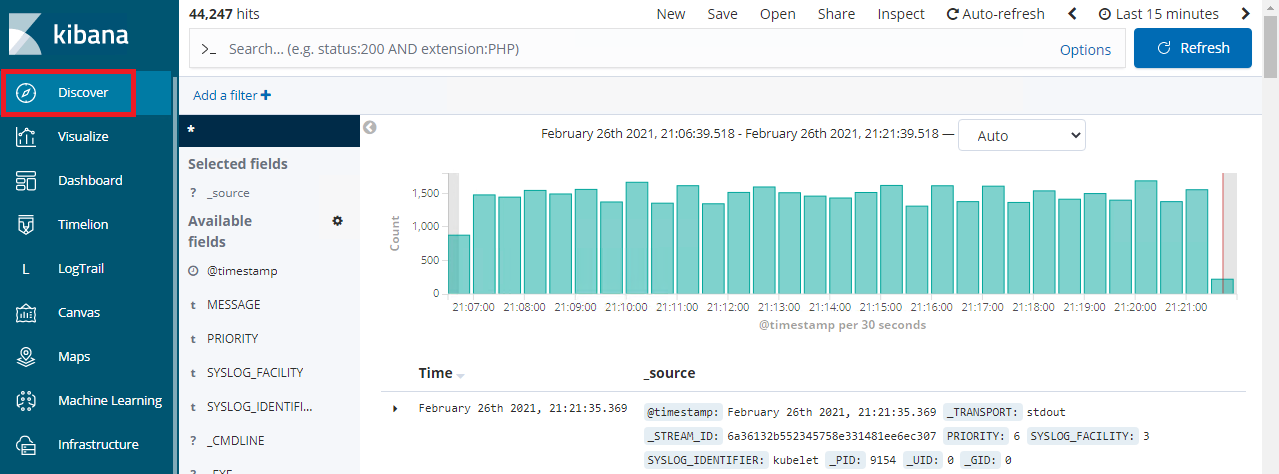 kibana
Discover
Visualize
Dashboard
Timelion
L LogTrail
Canvas
Maps
Machine Learning
Infrastructure
44,247 hits
New Save Open Share Inspect Auto-refresh Last 15 minutes
>_ Search... (e.g. status:200 AND extension:PHP) Options Refresh
Add a filter +
*
Selected fields
? _source
Available
fields
@timestamp
t MESSAGE
t PRIORITY
t SYSLOG_FACILITY
t SYSLOG_IDENTIFI...
? _CMDLINE
? _EXE
February 26th 2021, 21:06:39.518 - February 26th 2021, 21:21:39.518 — Auto
Count
1,500
1,000
500
0
21:07:00 21:08:00 21:09:00 21:10:00 21:11:00 21:12:00 21:13:00 21:14:00 21:15:00 21:16:00 21:17:00 21:18:00 21:19:00 21:20:00 21:21:00
@timestamp per 30 seconds
Time _source
February 26th 2021, 21:21:35.369 @timestamp: February 26th 2021, 21:21:35.369 _TRANSPORT: stdout
_STREAM_ID: 6a36132b552345758e331481ee6ec307 PRIORITY: 6 SYSLOG_FACILITY: 3
SYSLOG_IDENTIFIER: kubelet _PID: 9154 _UID: 0 _GID: 0